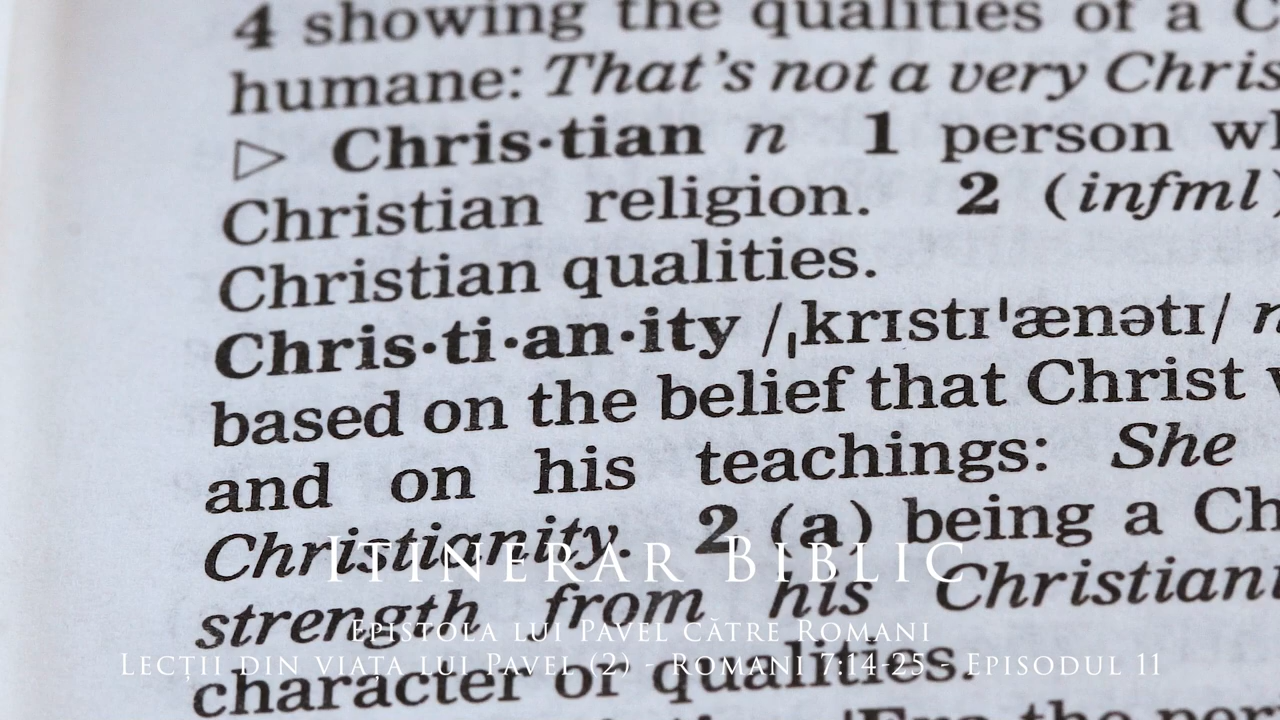 4 showing the qualities of a C
humane: That's not a very Chris
▷ Chris·tian n 1 person wh
Christian religion. 2 (infml)
Christian qualities.
Chris·ti·an·ity /ˌkrɪstɪˈænətɪ/ n
based on the belief that Christ w
and on his teachings: She
Christianity. 2 (a) being a Ch
Itinerar Biblic
strength from his Christiani
Epistola lui Pavel către Romani
Lecții din viața lui Pavel (2) - Romani 7:14-25 - Episodul 11
character or qualities.
the per